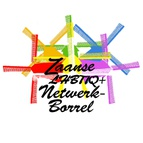 Zaanse
LHBTIQ+
Netwerk-
Borrel